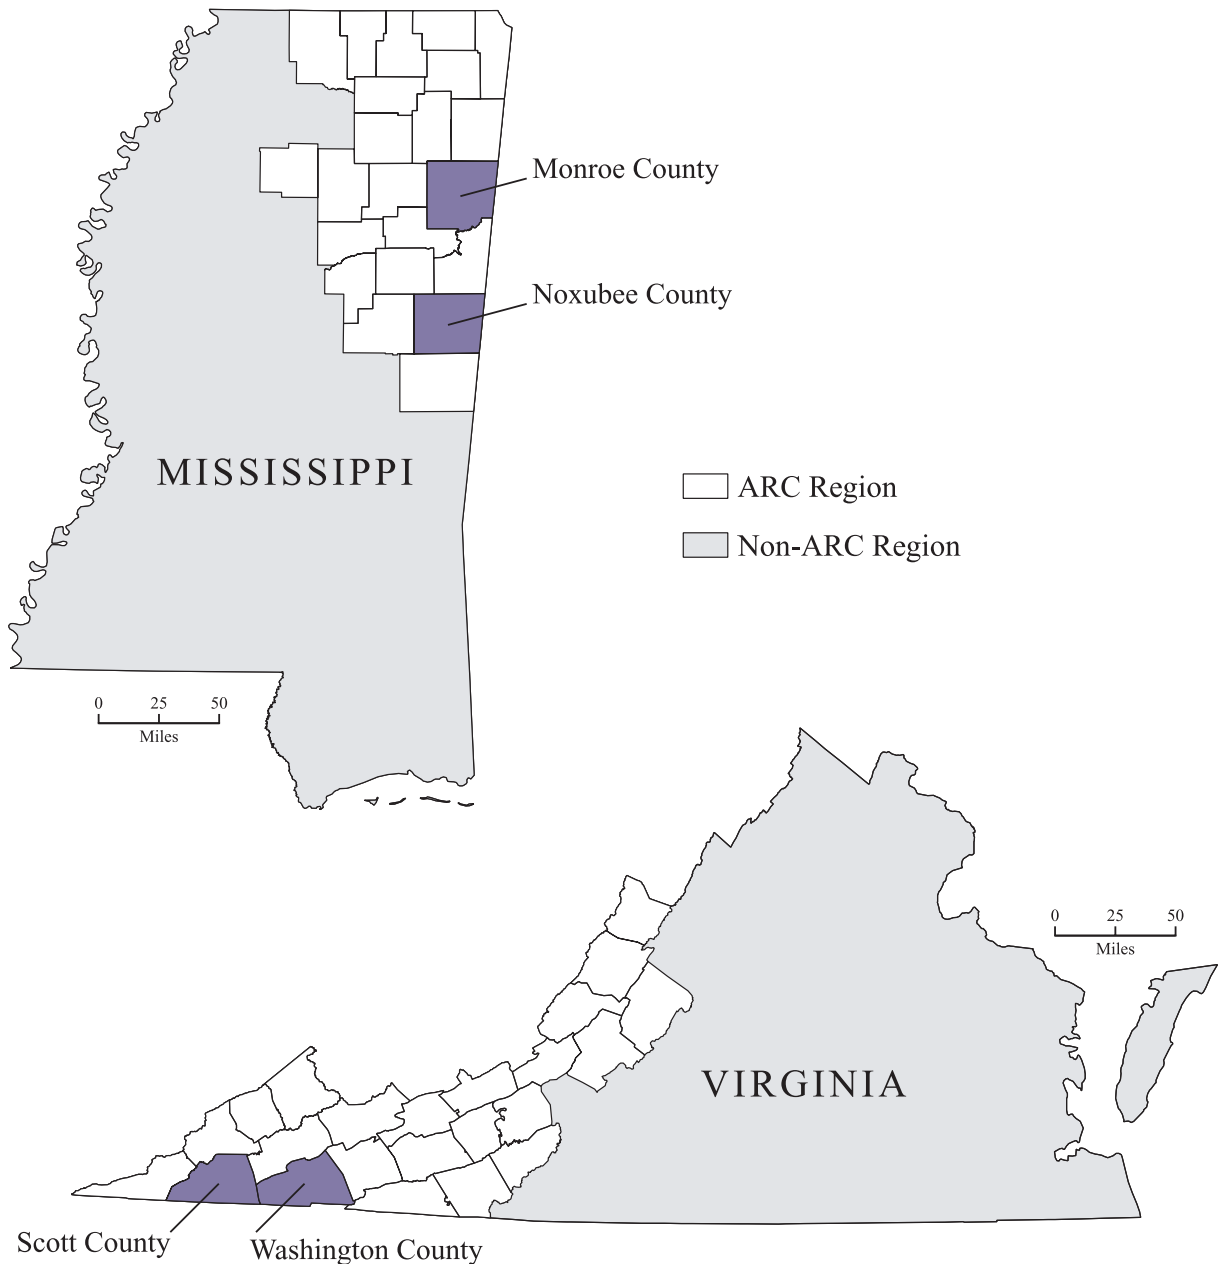 Monroe County
Noxubee County
MISSISSIPPI
ARC Region
Non-ARC Region
0 25 50
Miles
0 25 50
Miles
VIRGINIA
Scott County
Washington County